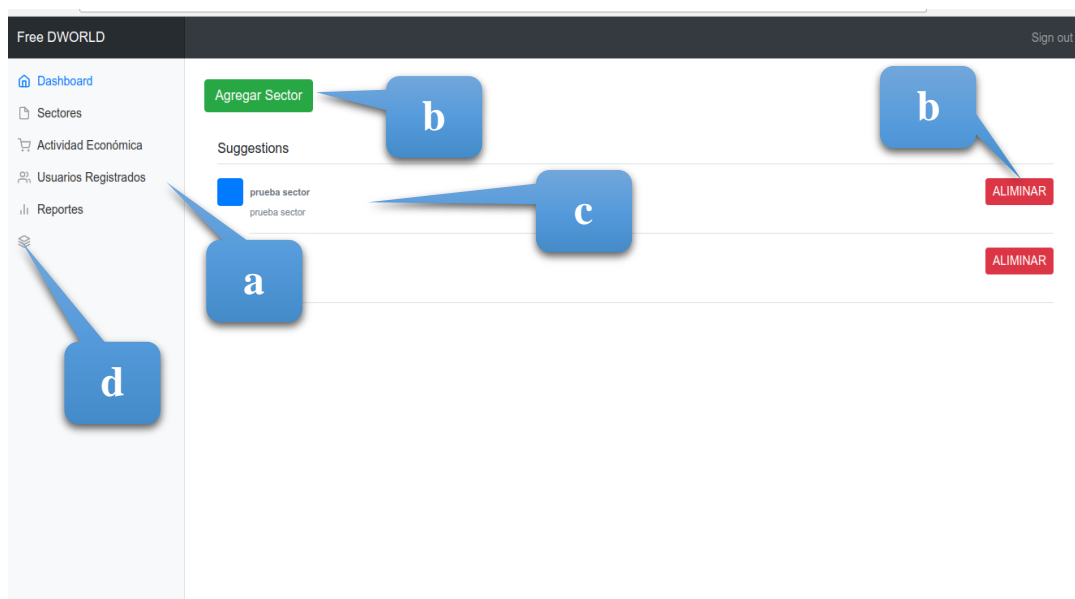 Free DWORLD
Sign out
Dashboard
Sectores
Actividad Económica
Usuarios Registrados
Reportes
Agregar Sector
b
b
Suggestions
prueba sector
prueba sector
ALIMINAR
c
ALIMINAR
a
d